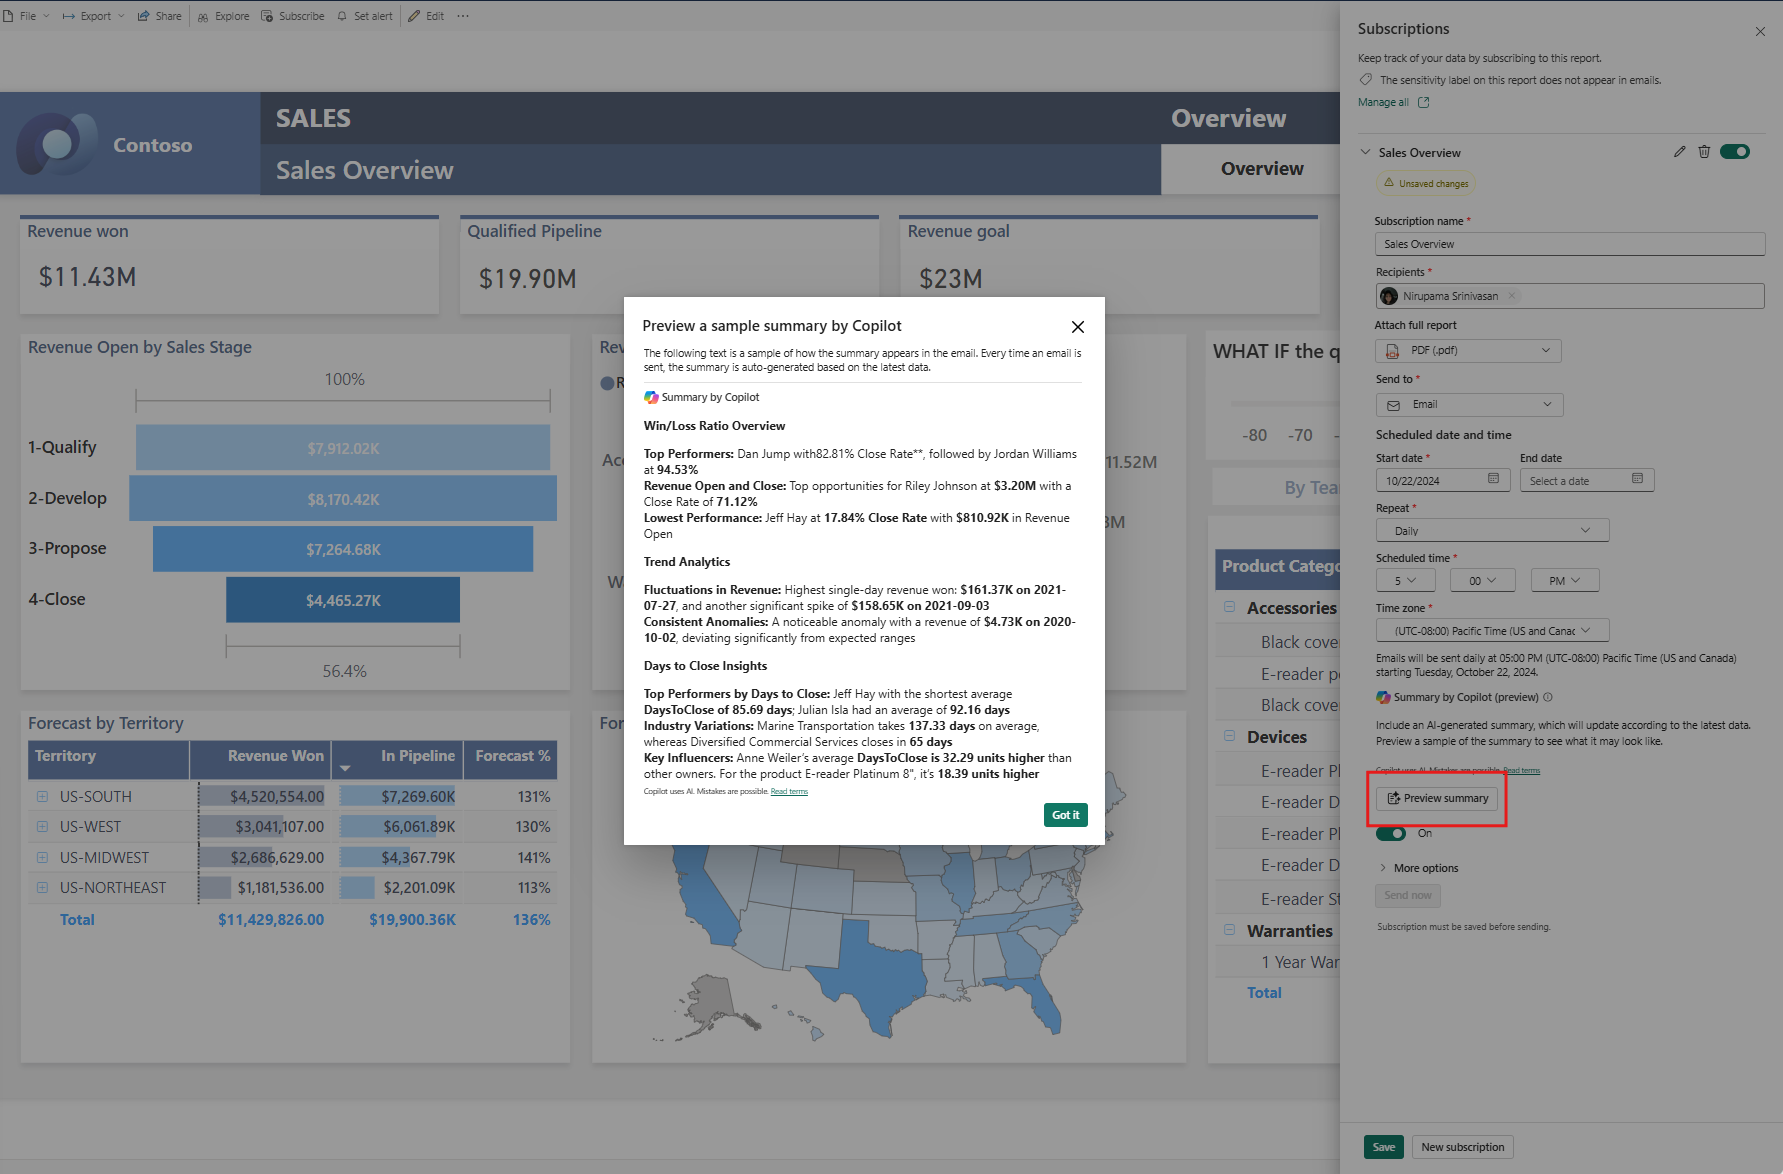 File
Export
Share
Explore
Subscribe
Set alert
Edit
Contoso
SALES
Overview
Sales Overview
Overview
Revenue won
$11.43M
Qualified Pipeline
$19.90M
Revenue goal
$23M
Revenue Open by Sales Stage
100%
1-Qualify
$7,912.02K
2-Develop
$8,170.42K
3-Propose
$7,264.68K
4-Close
$4,465.27K
56.4%
WHAT IF the q
-80 -70 -
11.52M
By Tea
Forecast by Territory
Territory Revenue Won In Pipeline Forecast %
US-SOUTH $4,520,554.00 $7,269.60K 131%
US-WEST $3,041,107.00 $6,061.89K 130%
US-MIDWEST $2,686,629.00 $4,367.79K 141%
US-NORTHEAST $1,181,536.00 $2,201.09K 113%
Total $11,429,826.00 $19,900.36K 136%
Product Catego
Accessories
Black cove
E-reader p
Black cove
Devices
E-reader Pl
E-reader D
E-reader Pl
E-reader D
E-reader St
Warranties
1 Year War
Total
Preview a sample summary by Copilot
The following text is a sample of how the summary appears in the email. Every time an email is
sent, the summary is auto-generated based on the latest data.
Summary by Copilot
Win/Loss Ratio Overview
Top Performers: Dan Jump with82.81% Close Rate**, followed by Jordan Williams
at 94.53%
Revenue Open and Close: Top opportunities for Riley Johnson at $3.20M with a
Close Rate of 71.12%
Lowest Performance: Jeff Hay at 17.84% Close Rate with $810.92K in Revenue
Open
Trend Analytics
Fluctuations in Revenue: Highest single-day revenue won: $161.37K on 2021-
07-27, and another significant spike of $158.65K on 2021-09-03
Consistent Anomalies: A noticeable anomaly with a revenue of $4.73K on 2020-
10-02, deviating significantly from expected ranges
Days to Close Insights
Top Performers by Days to Close: Jeff Hay with the shortest average
DaysToClose of 85.69 days; Julian Isla had an average of 92.16 days
Industry Variations: Marine Transportation takes 137.33 days on average,
whereas Diversified Commercial Services closes in 65 days
Key Influencers: Anne Weiler's average DaysToClose is 32.29 units higher than
other owners. For the product E-reader Platinum 8", it's 18.39 units higher
Copilot uses AI. Mistakes are possible. Read terms
Got it
Subscriptions
Keep track of your data by subscribing to this report.
The sensitivity label on this report does not appear in emails.
Manage all
Sales Overview
Unsaved changes
Subscription name *
Sales Overview
Recipients *
Nirupama Srinivasan
Attach full report
PDF (.pdf)
Send to *
Email
Scheduled date and time
Start date * End date
10/22/2024 Select a date
Repeat *
Daily
Scheduled time *
5 00 PM
Time zone *
(UTC-08:00) Pacific Time (US and Canac
Emails will be sent daily at 05:00 PM (UTC-08:00) Pacific Time (US and Canada)
starting Tuesday, October 22, 2024.
Summary by Copilot (preview)
Include an AI-generated summary, which will update according to the latest data.
Preview a sample of the summary to see what it may look like.
Copilot uses AI. Mistakes are possible. Read terms
Preview summary
On
More options
Send now
Subscription must be saved before sending.
Save
New subscription